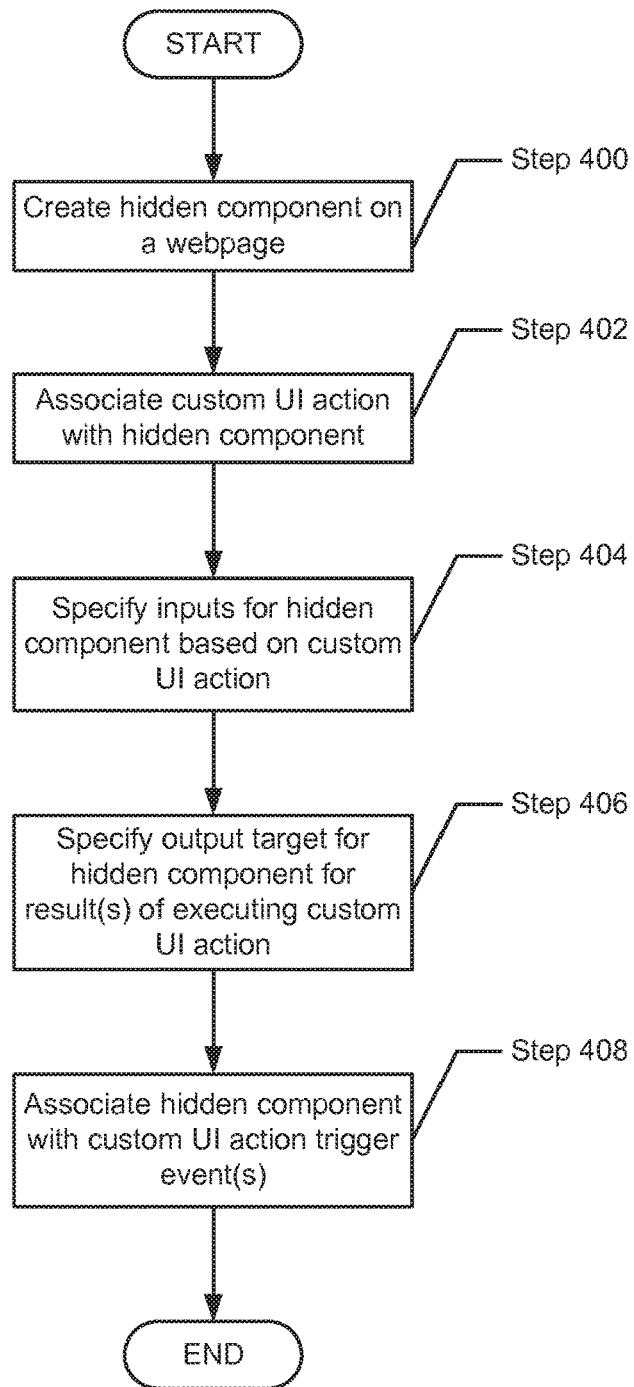 START
Step 400
Create hidden component on
a webpage
Step 402
Associate custom UI action
with hidden component
Step 404
Specify inputs for hidden
component based on custom
UI action
Step 406
Specify output target for
hidden component for
result(s) of executing custom
UI action
Step 408
Associate hidden component
with custom UI action trigger
event(s)
END